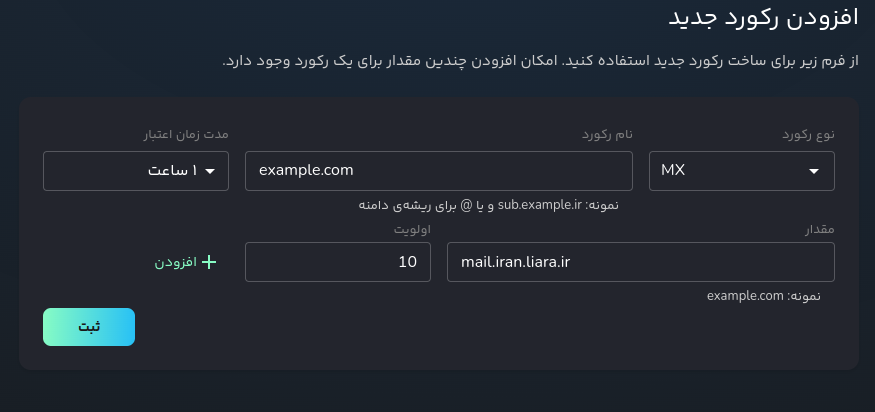 افزودن رکورد جدید
از فرم زیر برای ساخت رکورد جدید استفاده کنید. امکان افزودن چندین مقدار برای یک رکورد وجود دارد.
نوع رکورد
نام رکورد
مدت زمان اعتبار
MX
example.com
۱ ساعت
نمونه: sub.example.ir و یا @ برای ریشه‌ی دامنه
مقدار
اولویت
mail.iran.liara.ir
10
افزودن
نمونه: example.com
ثبت